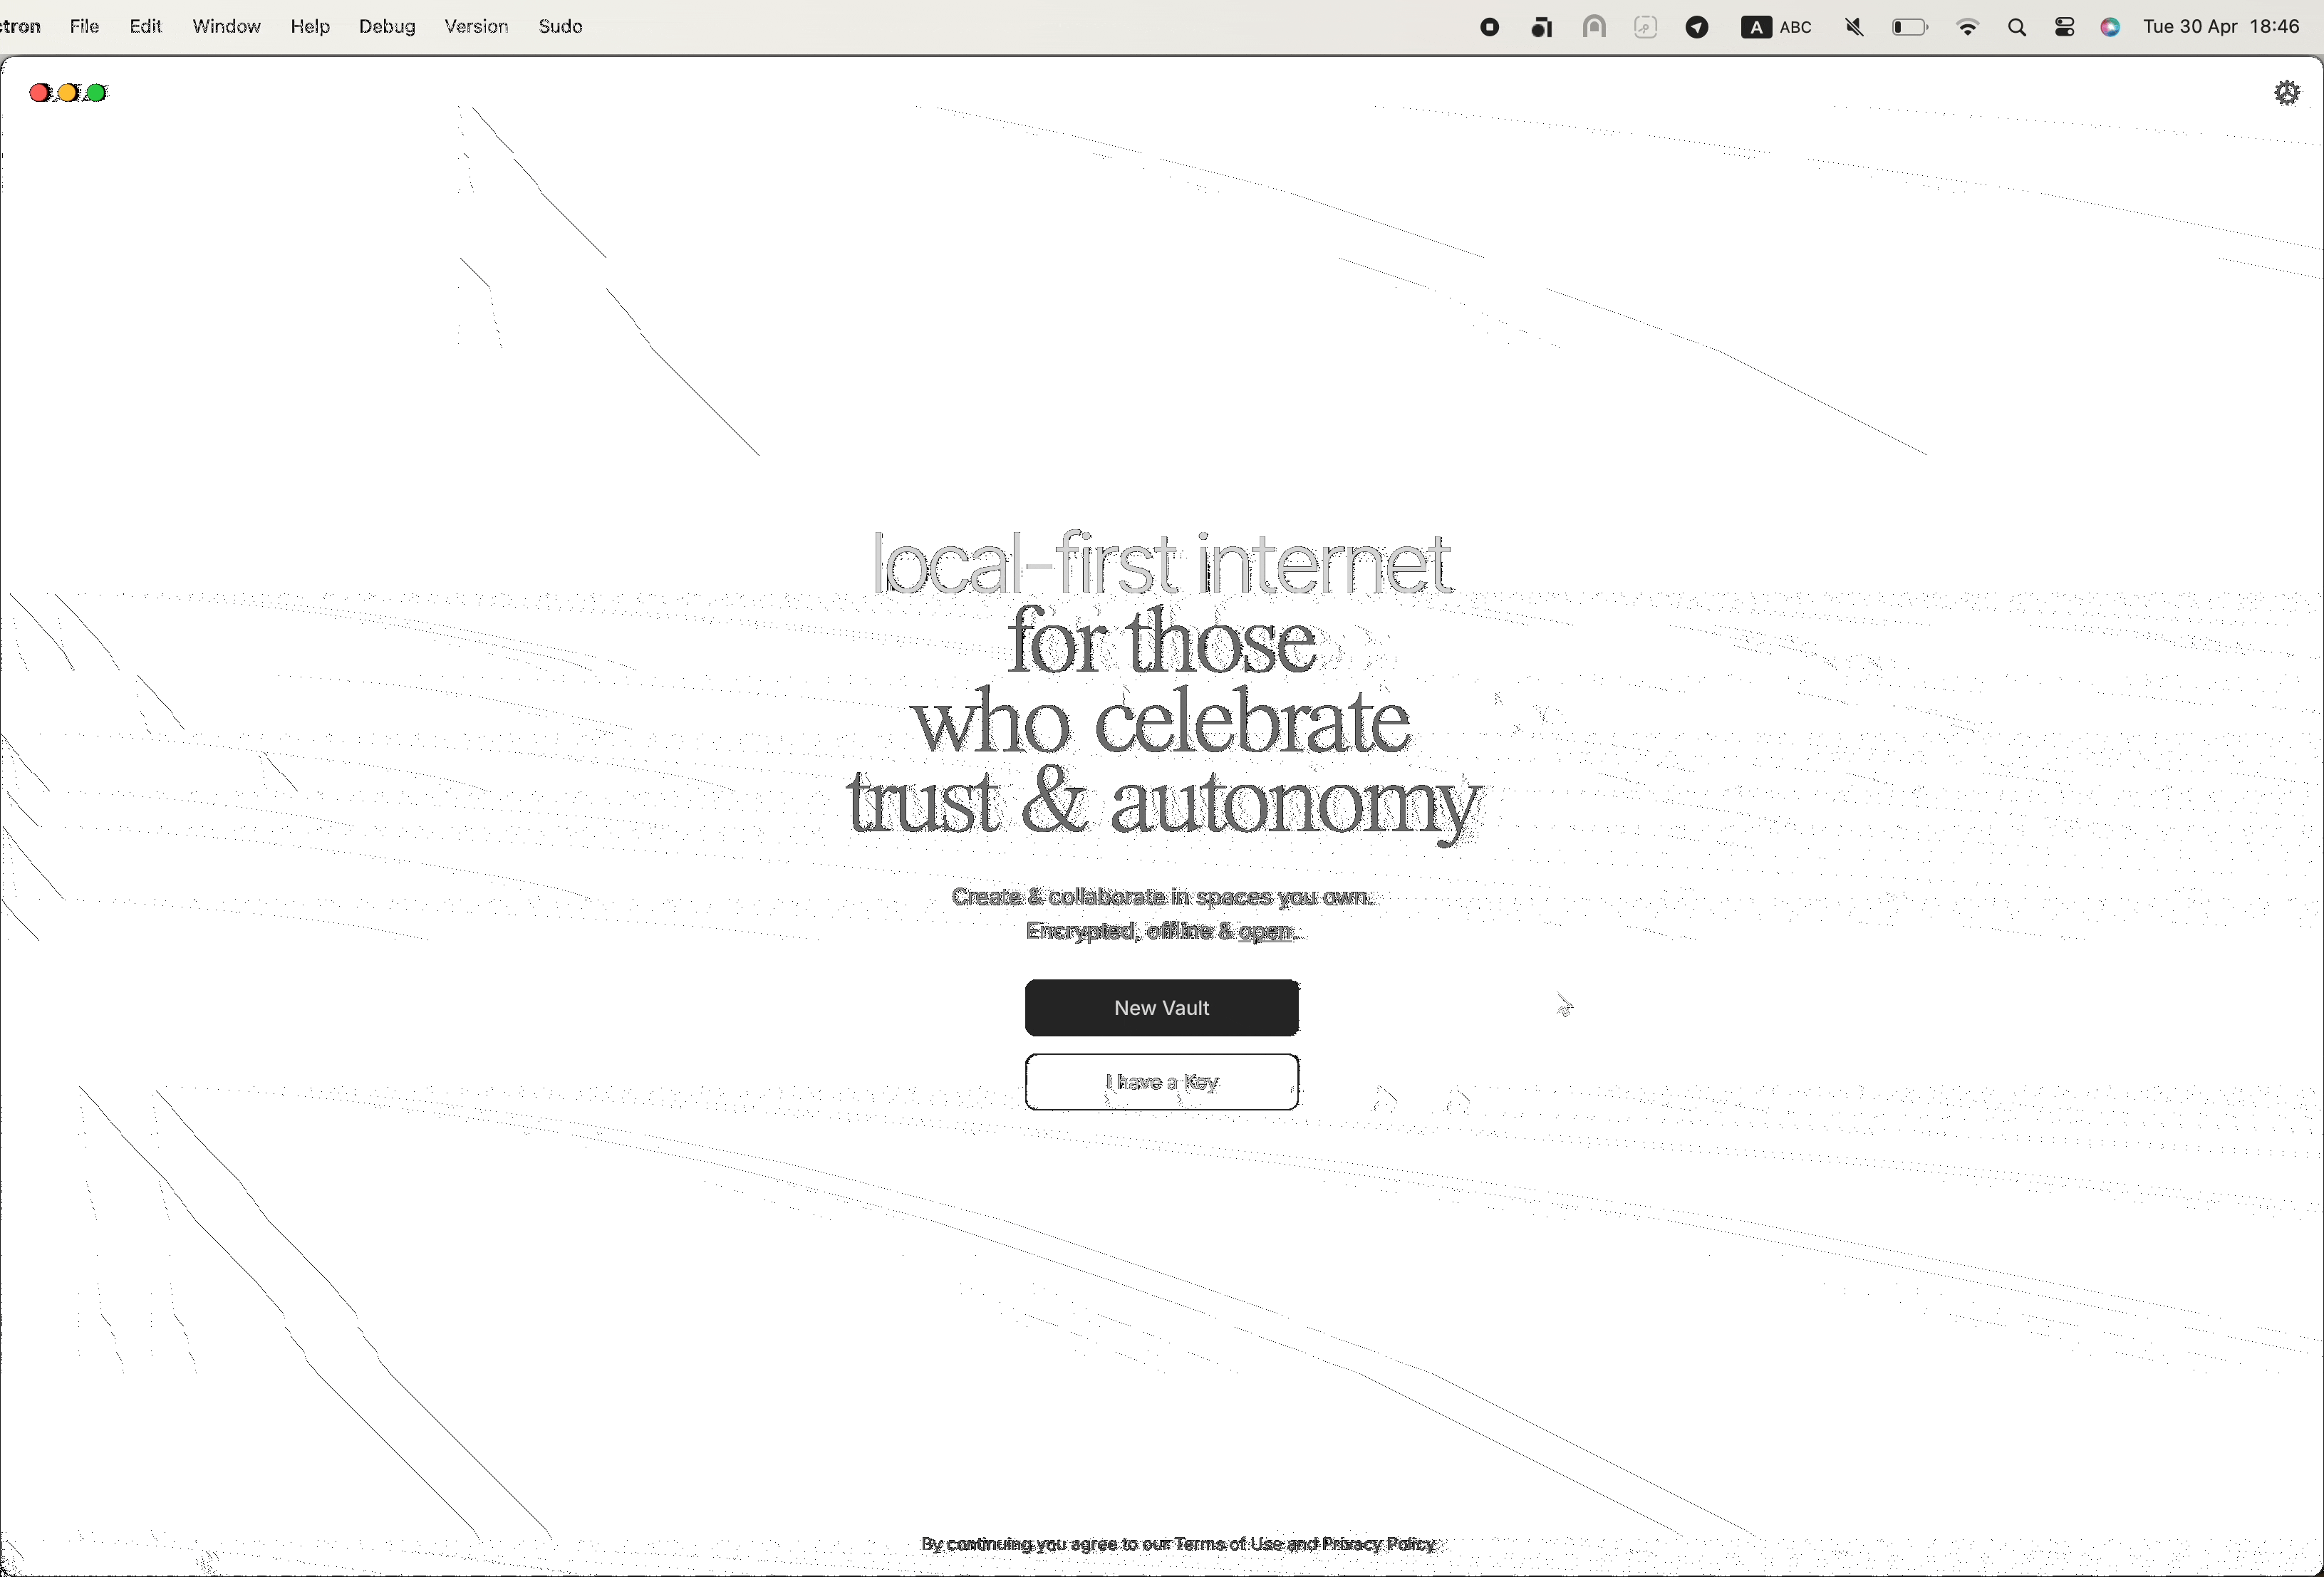 ctron File Edit Window Help Debug Version Sudo A ABC Tue 30 Apr 18:46
local-first internet
for those
who celebrate
trust & autonomy
Create & collaborate in spaces you own.
Encrypted, offline & open.
New Vault
I have a Key
By continuing you agree to our Terms of Use and Privacy Policy